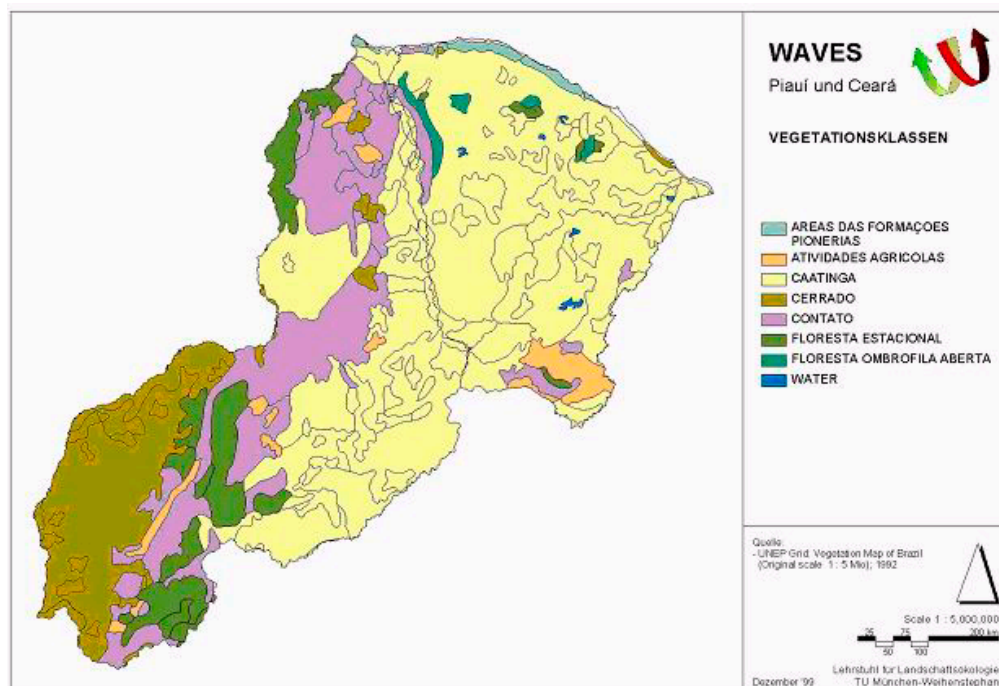 WAVES
Piauí und Ceará
VEGETATIONSKLASSEN
AREAS DAS FORMAÇOES
PIONERIAS
ATIVIDADES AGRICOLAS
CAATINGA
CERRADO
CONTATO
FLORESTA ESTACIONAL
FLORESTA OMBROFILA ABERTA
WATER
Quelle:
- UNEP Grid. Vegetation Map of Brazil
(Original scale 1 : 5 Mio); 1992
Scale 1 : 5,000,000
25 75 200 km
50 100
Lehrstuhl für Landschaftsökologie
Dezember '99 TU München-Weihenstephan